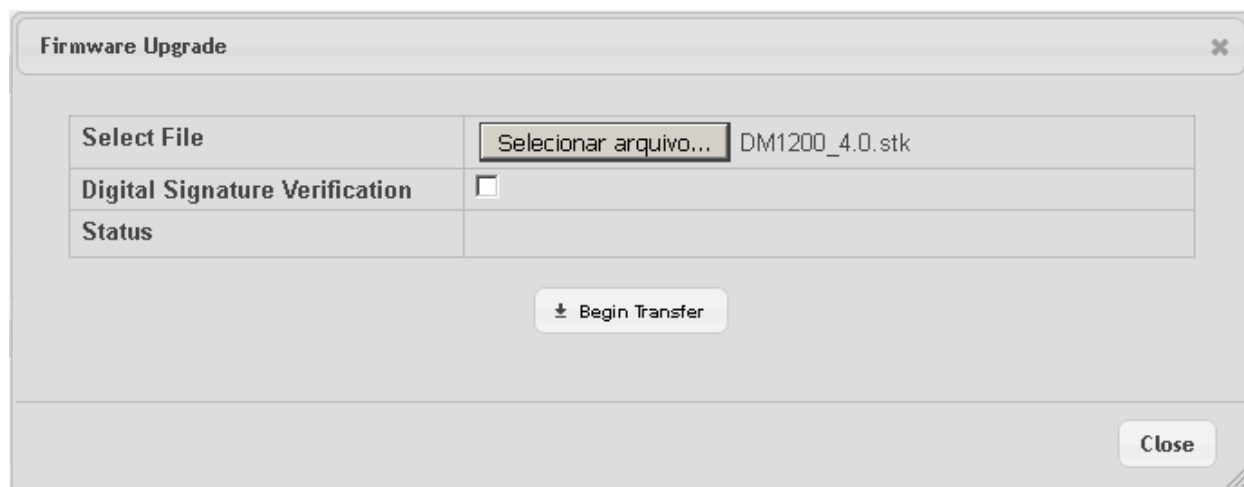 Firmware Upgrade
Select File Selecionar arquivo... DM1200_4.0.stk
Digital Signature Verification
Status
Begin Transfer
Close